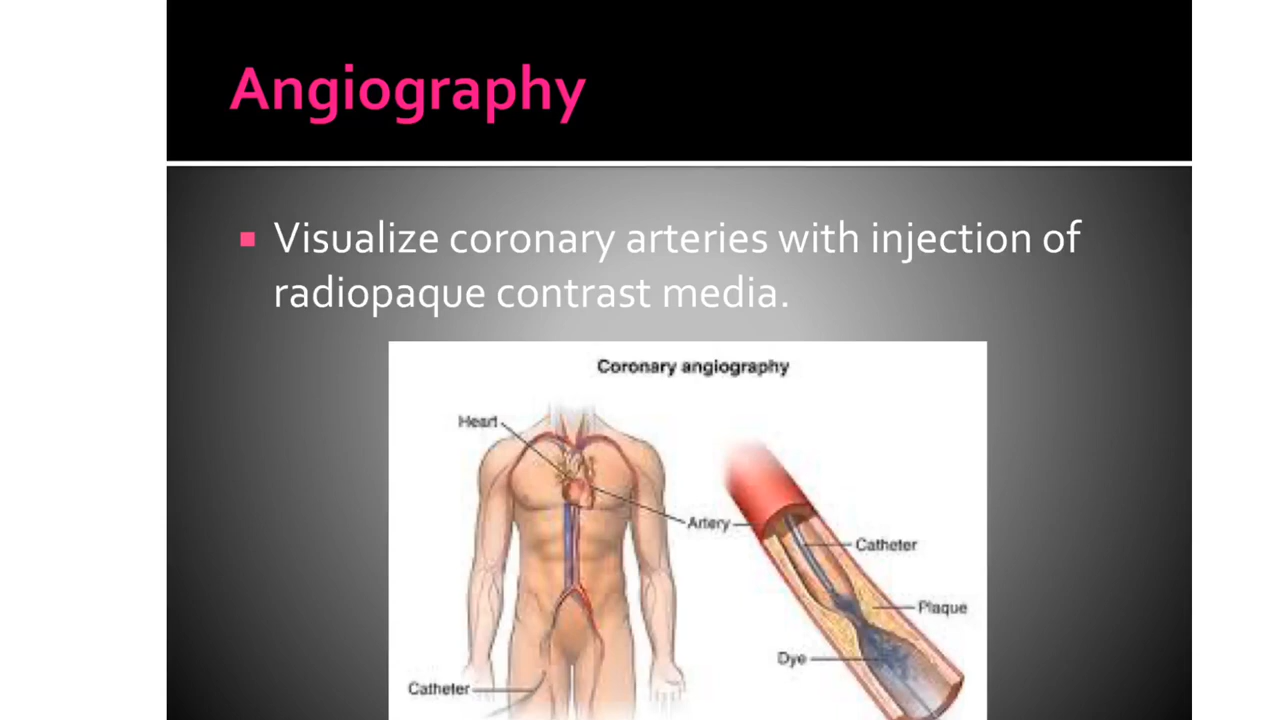 Angiography
Visualize coronary arteries with injection of
radiopaque contrast media.
Coronary angiography
Heart
Artery
Catheter
Plaque
Dye
Catheter